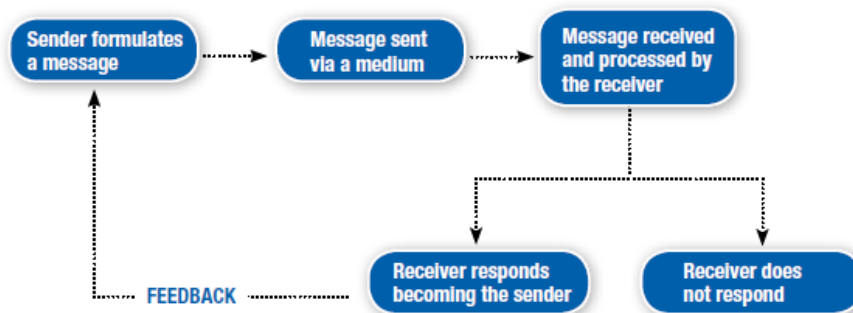 Sender formulates
a message
Message sent
via a medium
Message received
and processed by
the receiver
Receiver responds
becoming the sender
Receiver does
not respond
FEEDBACK